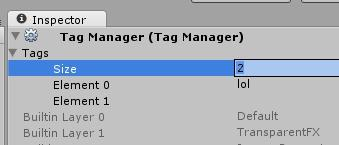 Inspector
Tag Manager (Tag Manager)
Tags
Size 2
Element 0 lol
Element 1
Builtin Layer 0 Default
Builtin Layer 1 TransparentFX